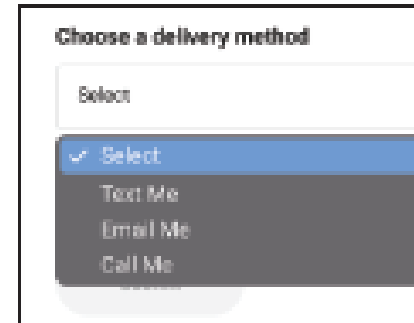 Choose a delivery method
Select
✓ Select
Text Me
Email Me
Call Me